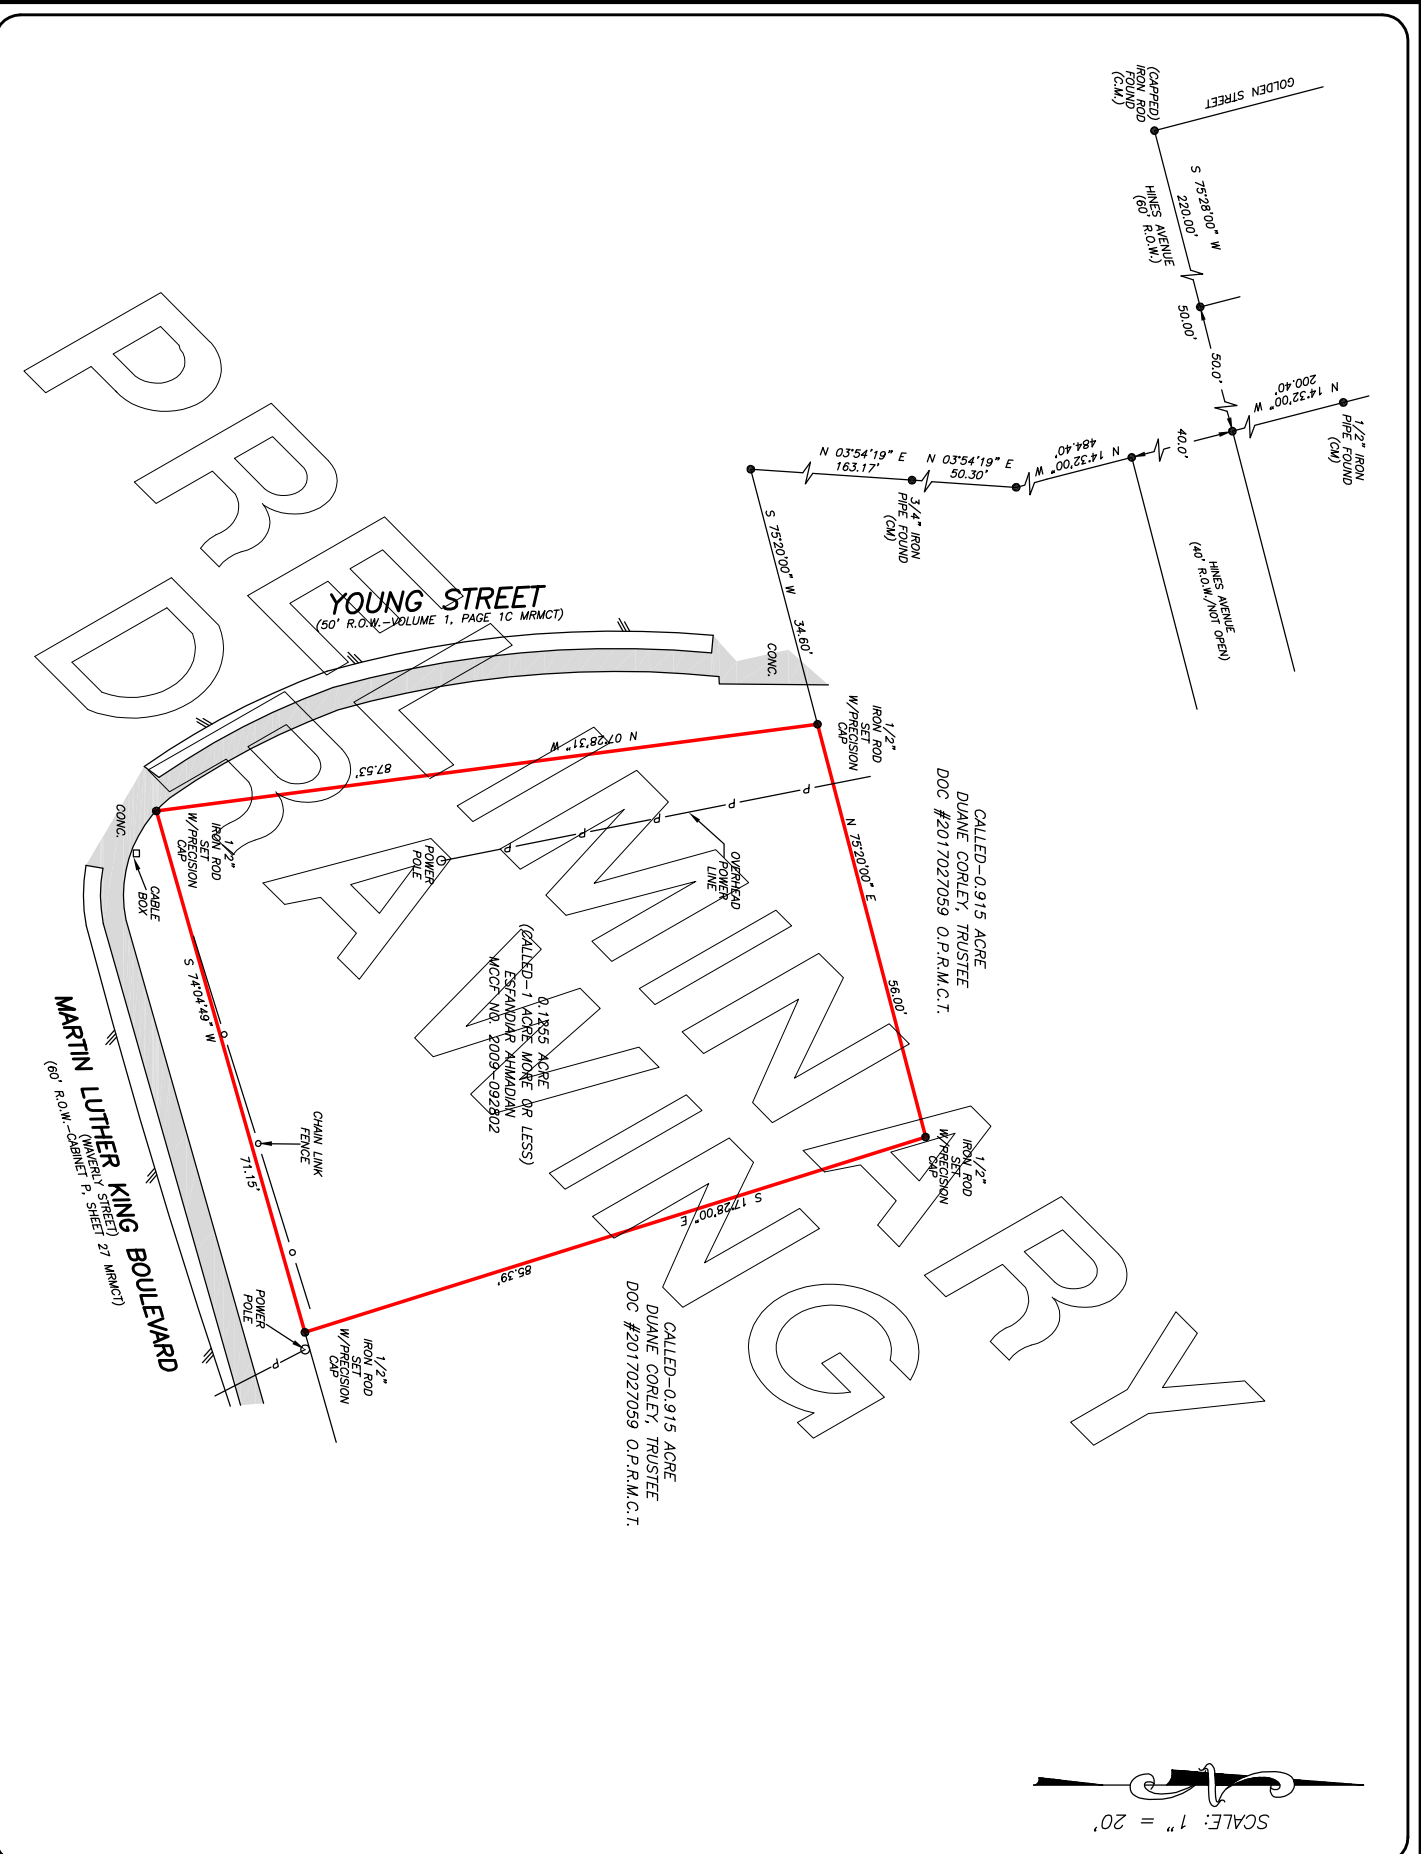 GOLDEN STREET
(CAPPED)
IRON ROD
FOUND
(C.M.)
S 75°28'00" W
220.00'
HINES AVENUE
(60' R.O.W.)
50.00'
50.0'
N 14°32'00" W
200.40'
1/2" IRON
PIPE FOUND
(CM)
40.0'
N 14°32'00" W
484.40'
HINES AVENUE
(40' R.O.W./NOT OPEN)
N 03°54'19" E
50.30'
N 03°54'19" E
163.17'
3/4" IRON
PIPE FOUND
(CM)
S 75°20'00" W
34.60'
YOUNG STREET
(50' R.O.W.-VOLUME 1, PAGE 1C MRMCT)
CONC.
1/2"
IRON ROD
SET
W/PRECISION
CAP
N 07°28'31" W
87.53'
P
P
P
P
P
OVERHEAD
POWER
LINE
POWER
POLE
N 75°20'00" E
56.00'
CALLED-0.915 ACRE
DUANE CORLEY, TRUSTEE
DOC #2017027059 O.P.R.M.C.T.
1/2"
IRON ROD
SET
W/PRECISION
CAP
CONC.
CABLE
BOX
0.1255 ACRE
(CALLED-1 ACRE MORE OR LESS)
ESFANDIAR AHMADIAN
MCCF NO. 2009-092802
1/2"
IRON ROD
SET
W/PRECISION
CAP
S 17°28'00" E
85.39'
S 74°04'49" W
71.15'
CHAIN LINK
FENCE
POWER
POLE
P
1/2"
IRON ROD
SET
W/PRECISION
CAP
CALLED-0.915 ACRE
DUANE CORLEY, TRUSTEE
DOC #2017027059 O.P.R.M.C.T.
MARTIN LUTHER KING BOULEVARD
(WAVERLY STREET)
(60' R.O.W.-CABINET P, SHEET 27 MRMCT)
PRELIMINARY
DRAWING
N
SCALE: 1" = 20'